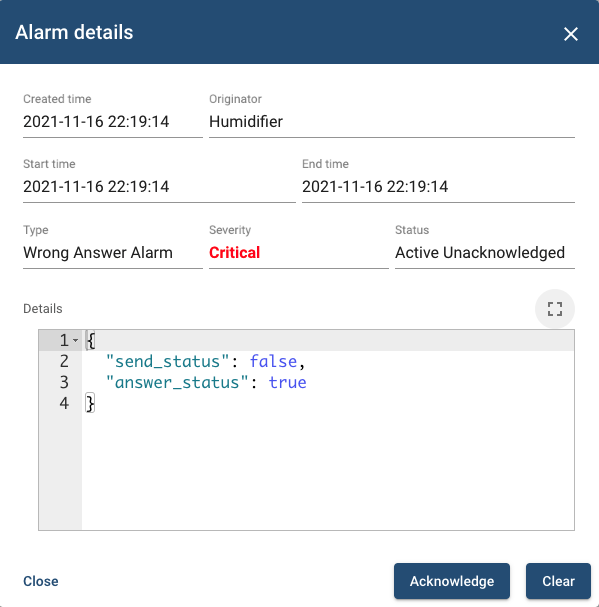 Alarm details
Created time Originator
2021-11-16 22:19:14 Humidifier
Start time End time
2021-11-16 22:19:14 2021-11-16 22:19:14
Type Severity Status
Wrong Answer Alarm Critical Active Unacknowledged
Details
1 {
2 "send_status": false,
3 "answer_status": true
4 }
Close Acknowledge Clear